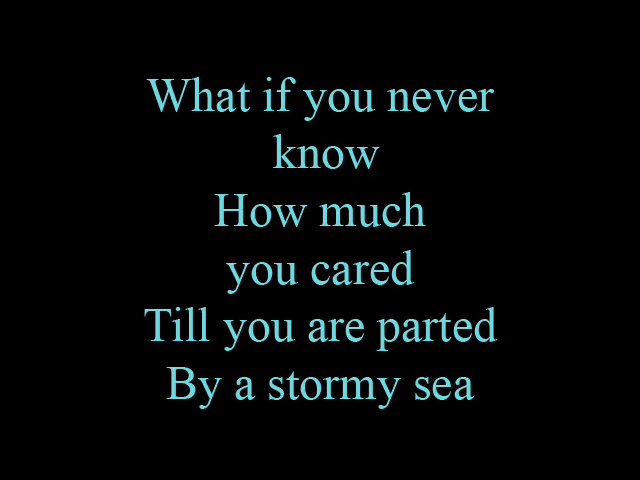 What if you never
know
How much
you cared
Till you are parted
By a stormy sea